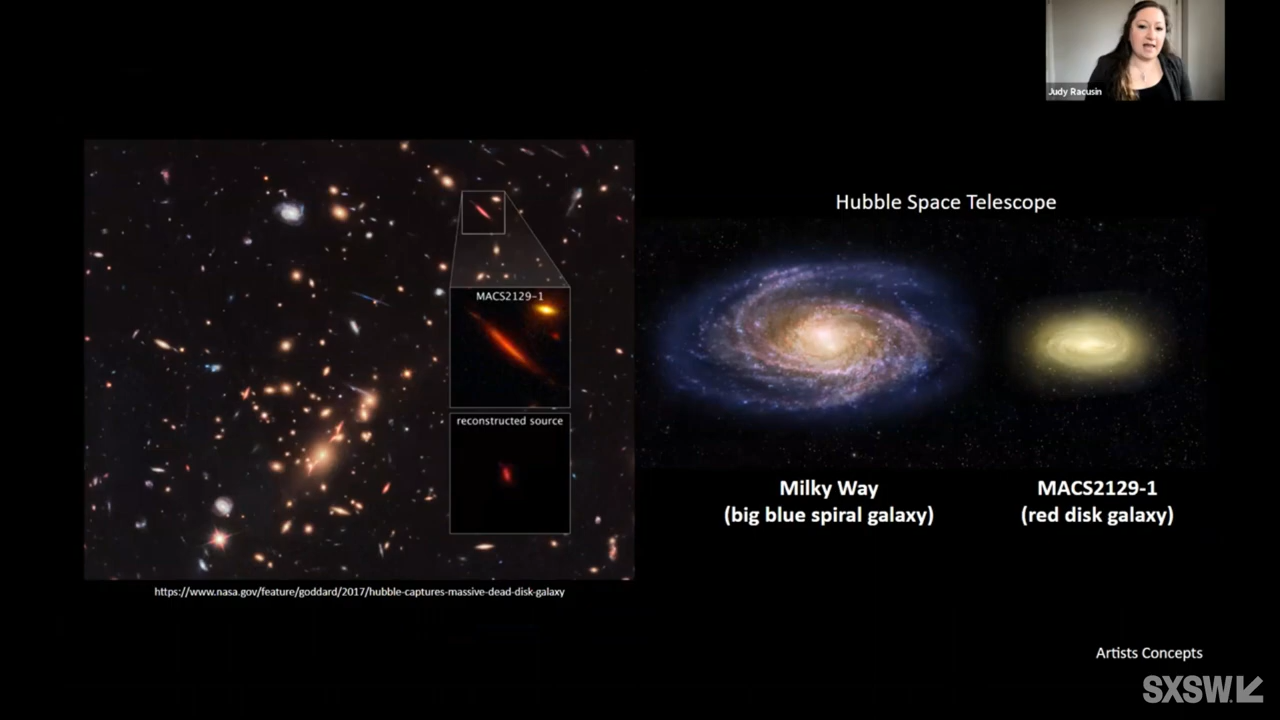 Judy Racusin
Hubble Space Telescope
MACS2129-1
reconstructed source
Milky Way
(big blue spiral galaxy)
MACS2129-1
(red disk galaxy)
https://www.nasa.gov/feature/goddard/2017/hubble-captures-massive-dead-disk-galaxy
Artists Concepts
SXSW.